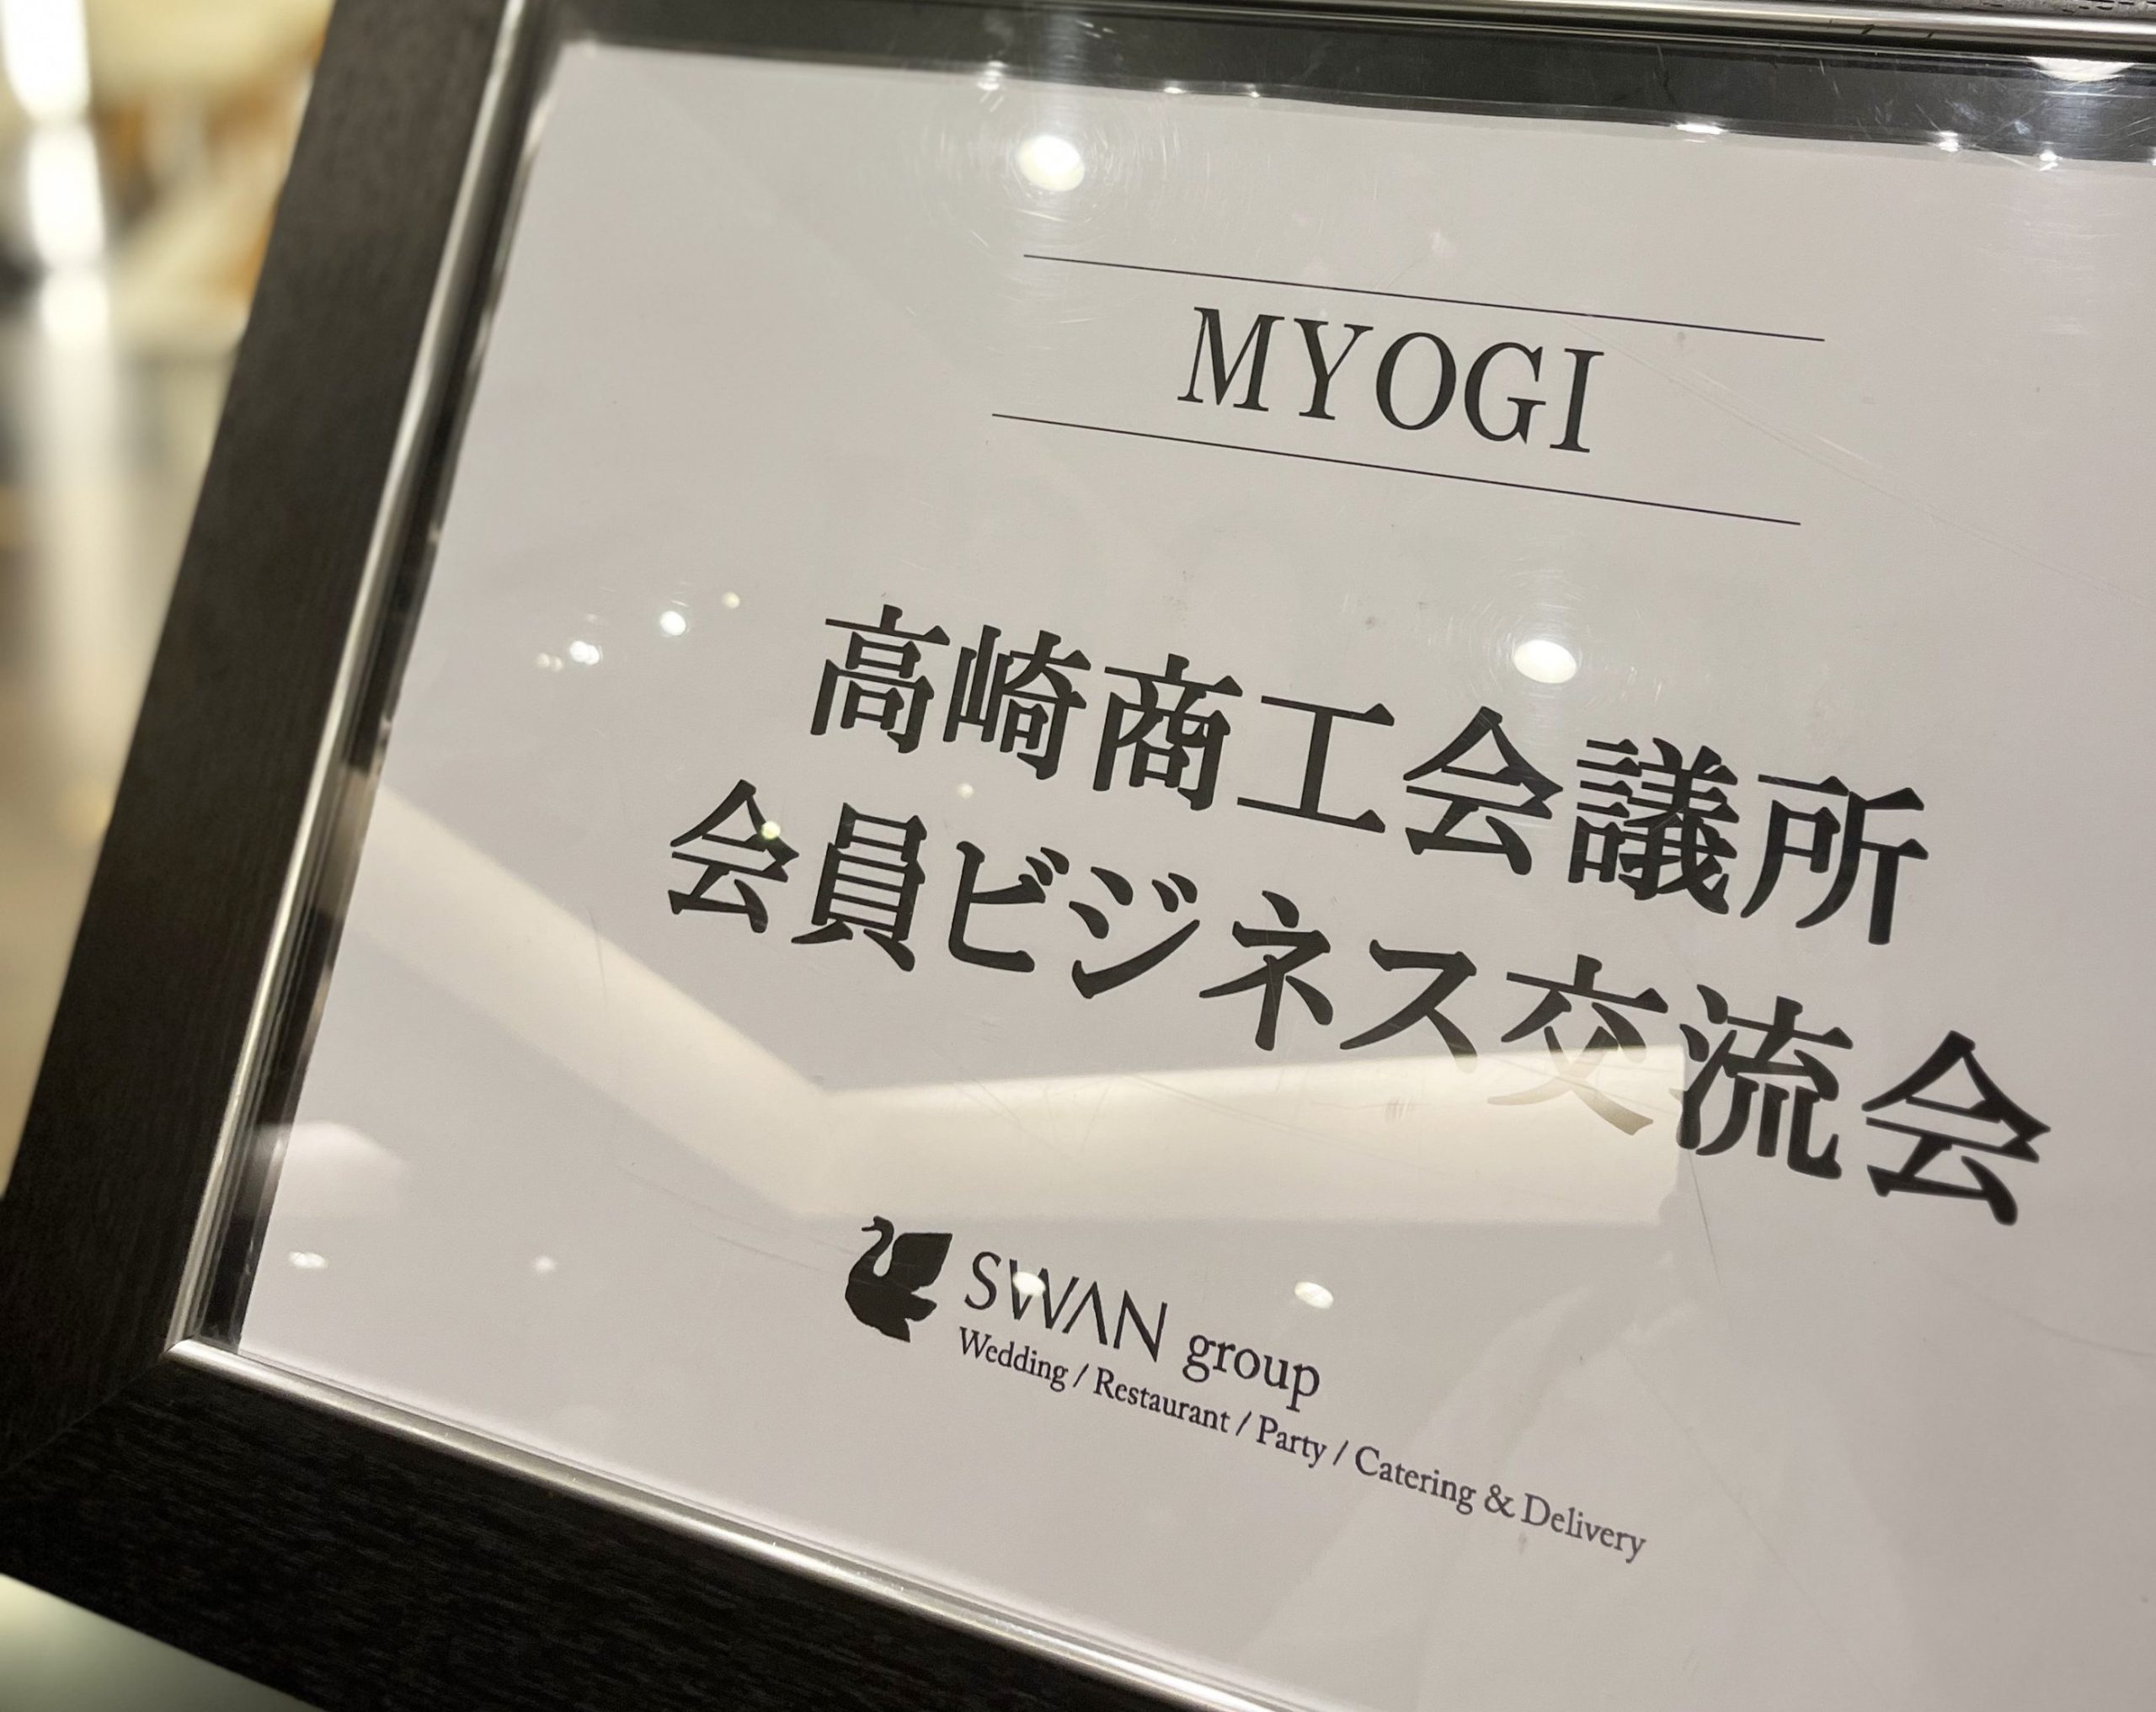 MYOGI
高崎商工会議所
会員ビジネス交流会
SWAN group
Wedding / Restaurant / Party / Catering & Delivery